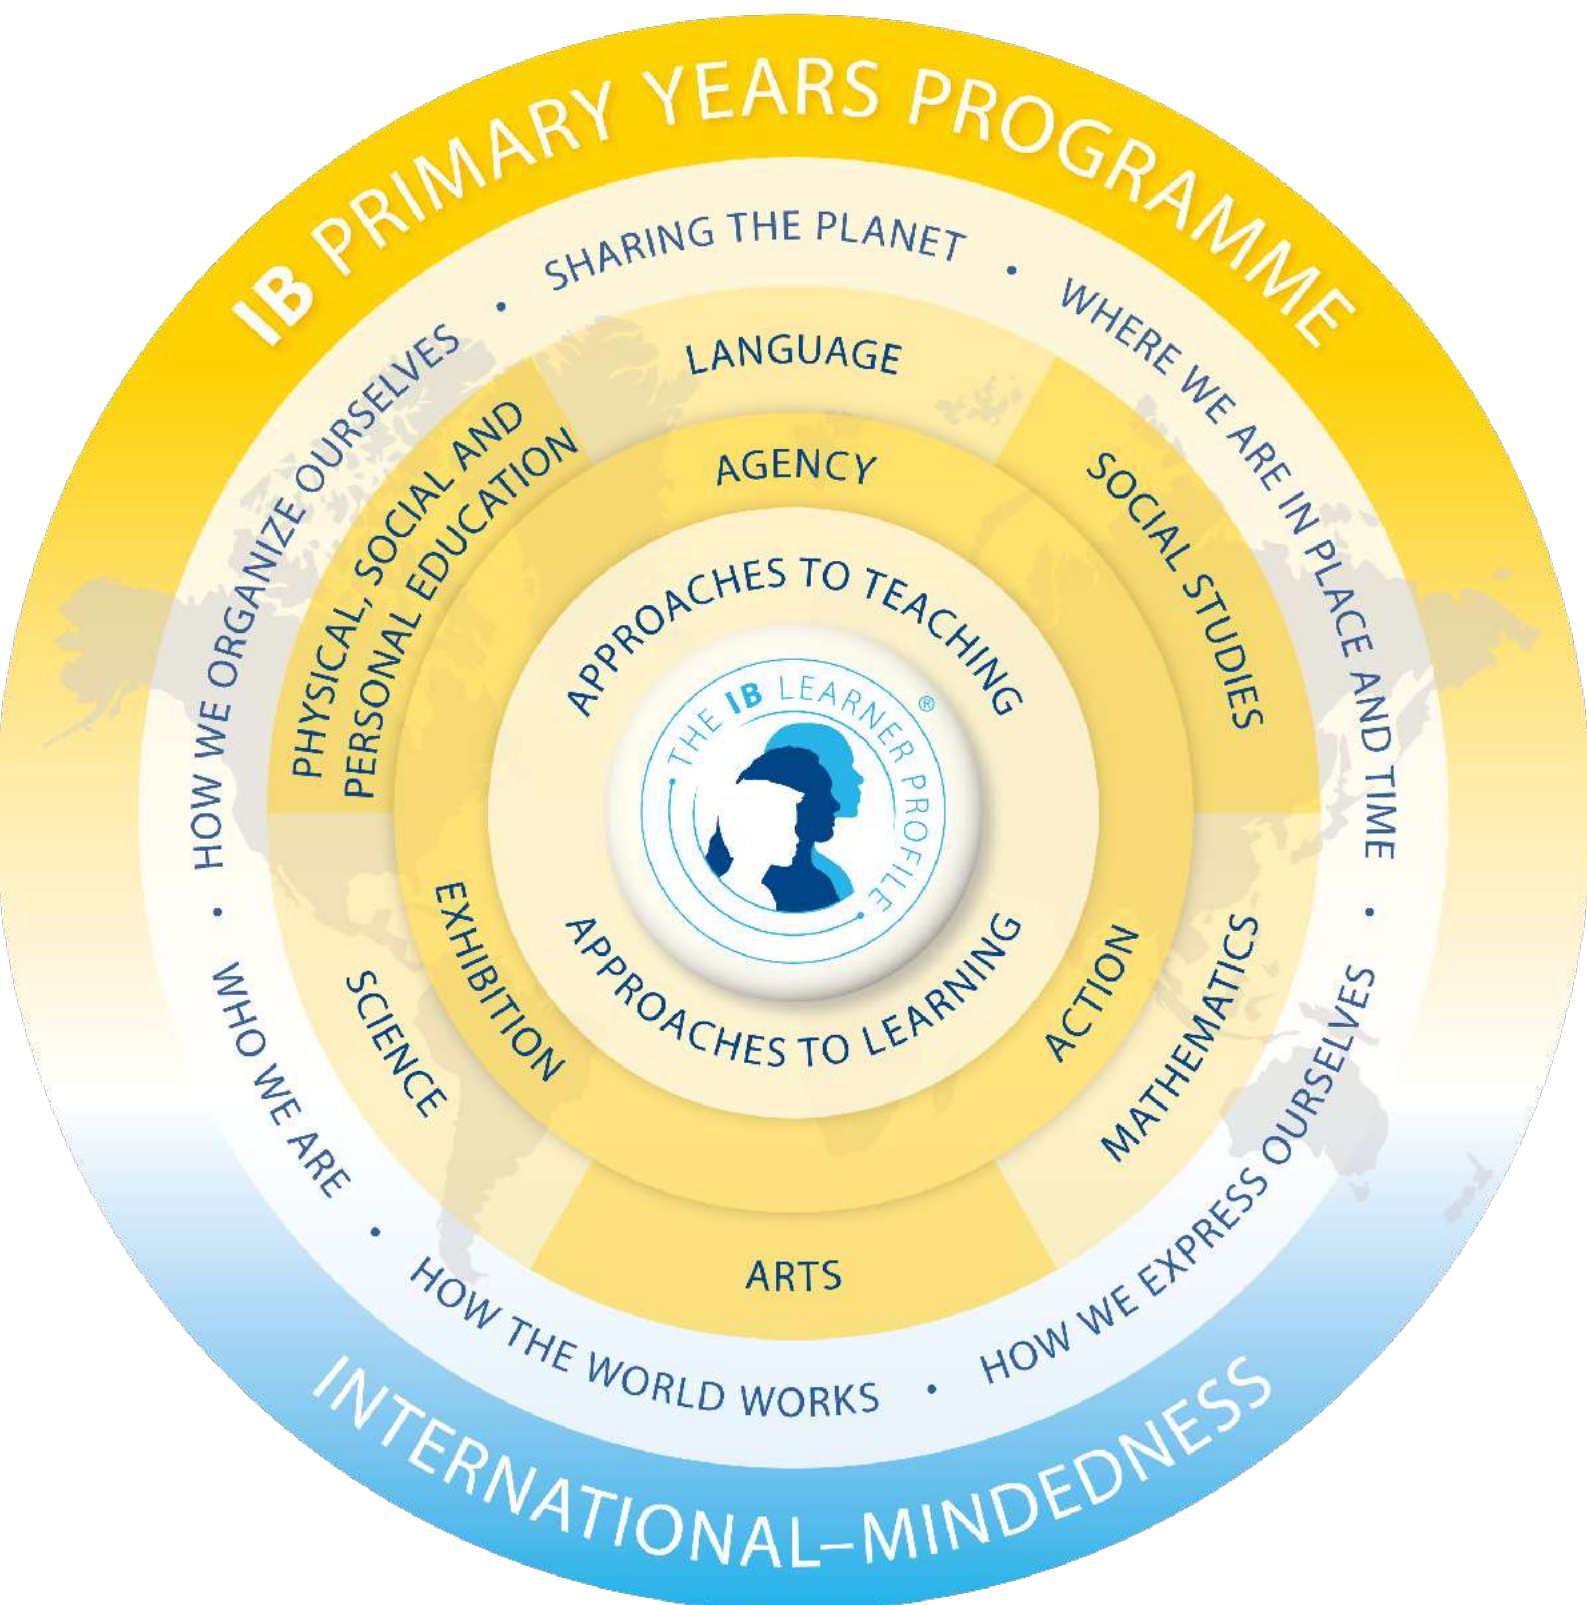 IB PRIMARY YEARS PROGRAMME
SHARING THE PLANET
•
WHERE WE ARE IN PLACE AND TIME
•
HOW WE EXPRESS OURSELVES
•
HOW THE WORLD WORKS
•
WHO WE ARE
•
HOW WE ORGANIZE OURSELVES
•
LANGUAGE
SOCIAL STUDIES
MATHEMATICS
ARTS
SCIENCE
PHYSICAL, SOCIAL AND
PERSONAL EDUCATION
AGENCY
ACTION
EXHIBITION
APPROACHES TO TEACHING
APPROACHES TO LEARNING
THE IB LEARNER PROFILE
®
INTERNATIONAL–MINDEDNESS